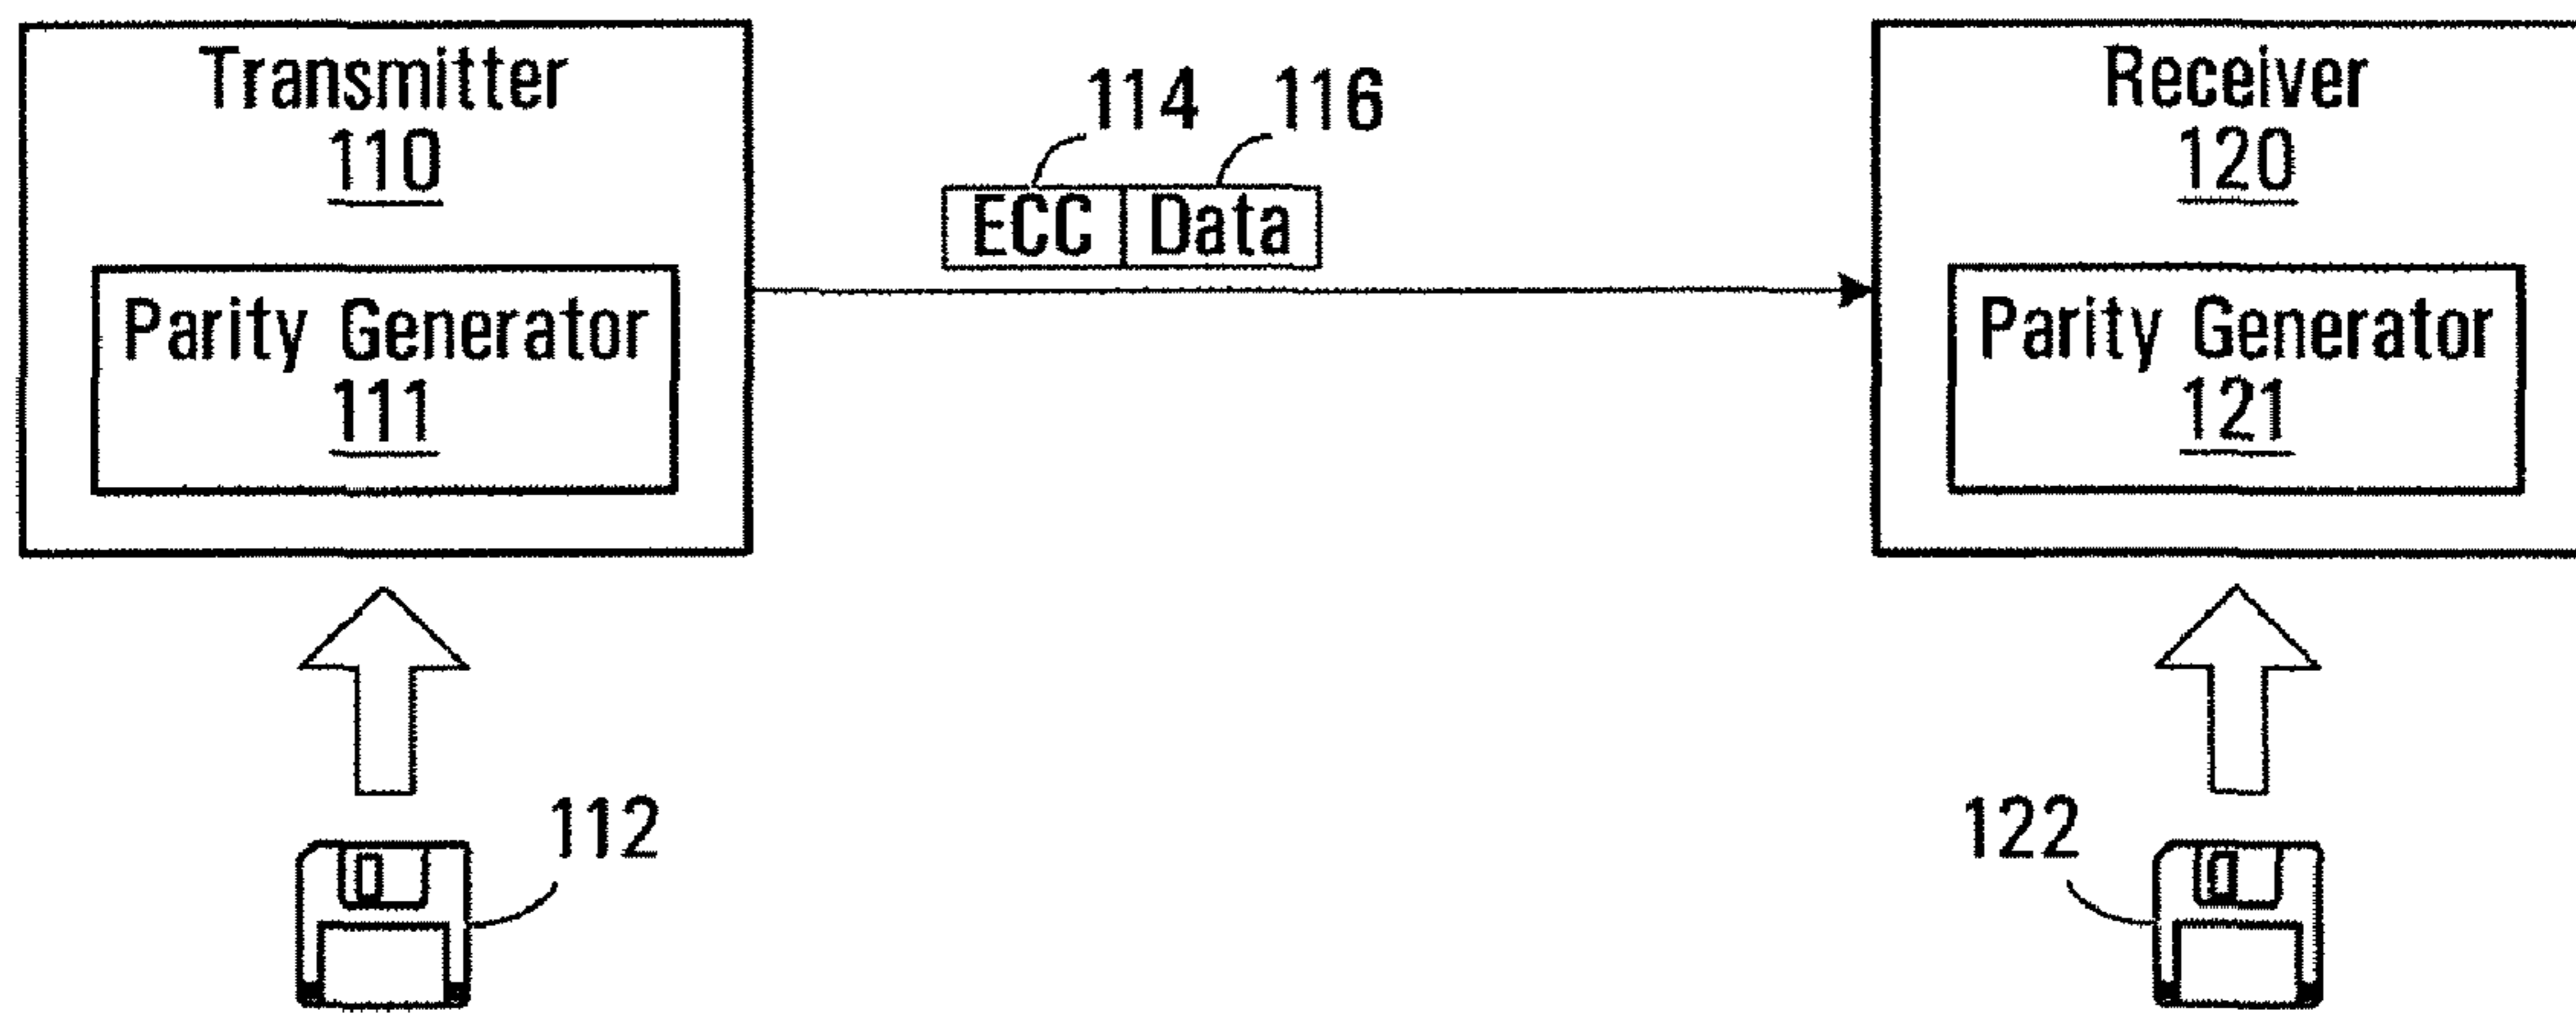 Transmitter
110
Parity Generator
111
114
116
ECC
Data
Receiver
120
Parity Generator
121
112
122